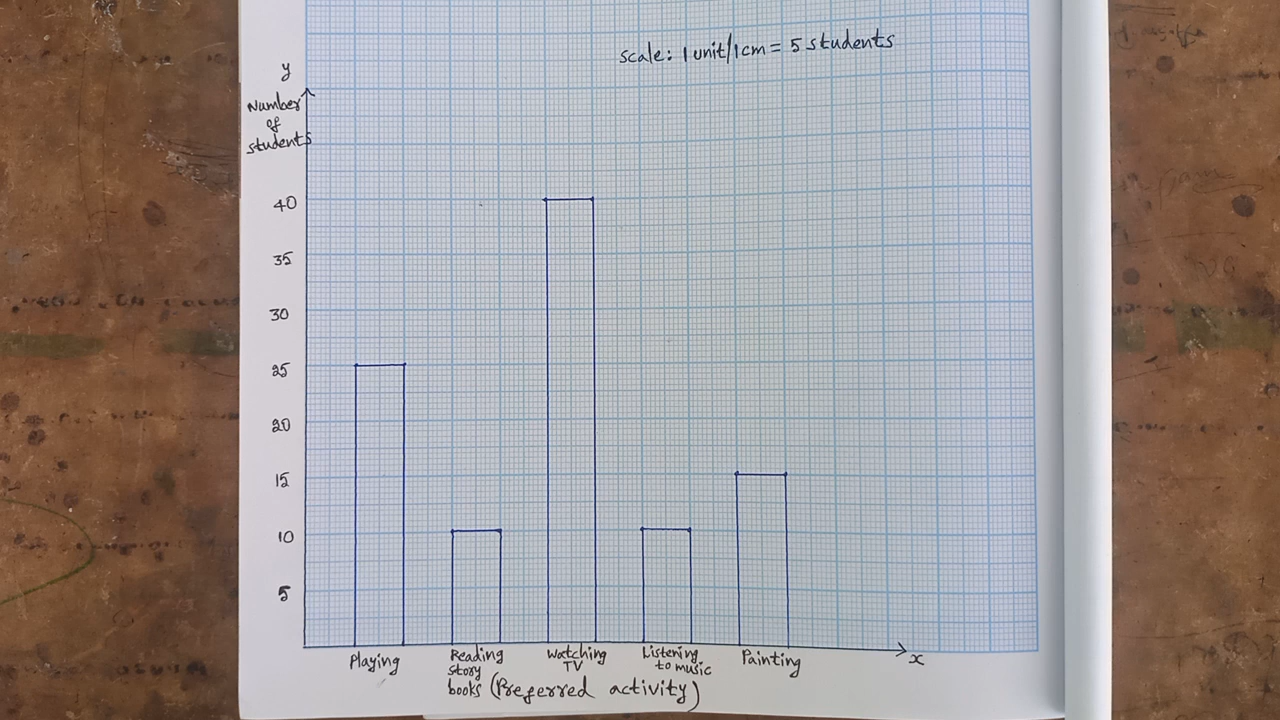 scale: 1 unit/1cm = 5 students
y
Number
of
students
40
35
30
25
20
15
10
5
Playing
Reading
story
books
Watching
TV
Listening
to music
Painting
x
(Preferred activity)